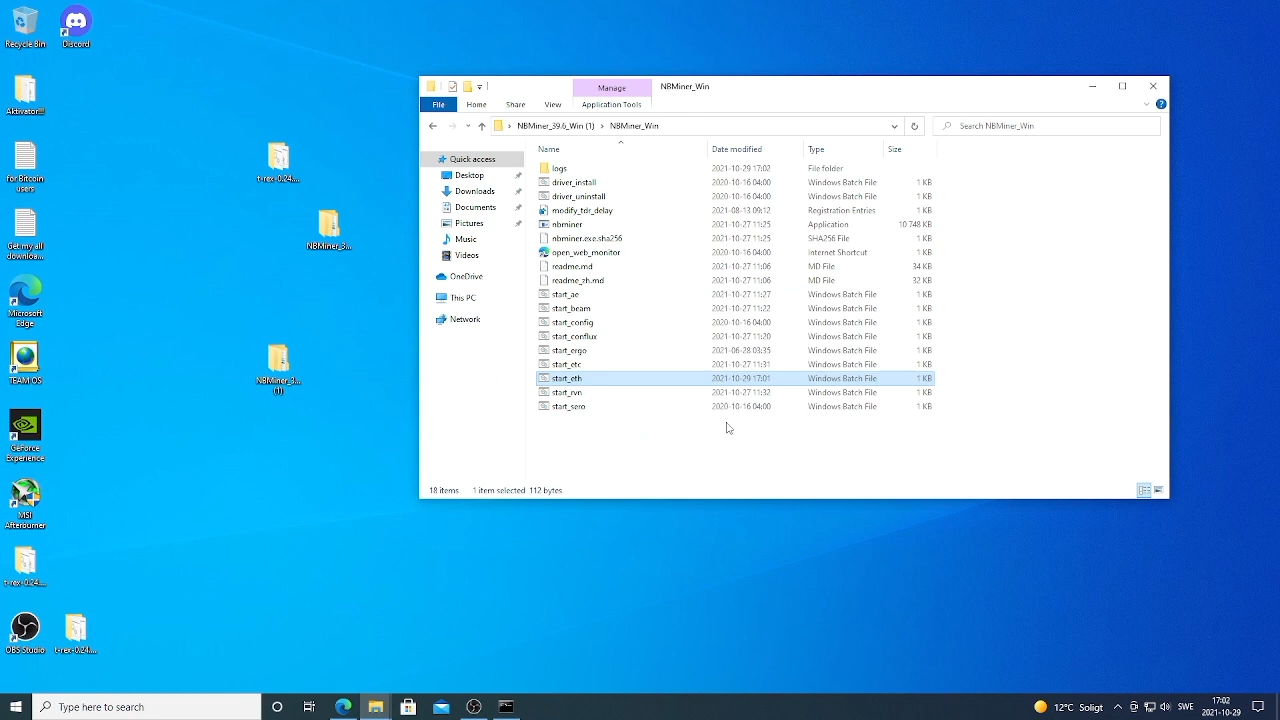 Recycle Bin
Discord
Aktivator...
for Bitcoin users
Get my all downloa...
Microsoft Edge
TEAM OS
GeForce Experience
MSI Afterburner
t-rex-0.24....
OBS Studio
t-rex-0.24....
t-rex-0.24....
NBMiner_3...
NBMiner_3... (1)
Manage
NBMiner_Win
File
Home
Share
View
Application Tools
NBMiner_39.6_Win (1) > NBMiner_Win
Search NBMiner_Win
Quick access
Desktop
Downloads
Documents
Pictures
Music
Videos
OneDrive
This PC
Network
Name Date modified Type Size
logs 2021-10-29 17:02 File folder
driver_install 2020-10-16 04:00 Windows Batch File 1 KB
driver_uninstall 2020-10-16 04:00 Windows Batch File 1 KB
modify_tdr_delay 2021-08-13 09:12 Registration Entries 1 KB
nbminer 2021-10-27 11:25 Application 10 748 KB
nbminer.exe.sha256 2021-10-27 11:25 SHA256 File 1 KB
open_web_monitor 2020-10-16 04:00 Internet Shortcut 1 KB
readme.md 2021-10-27 11:06 MD File 34 KB
readme_zh.md 2021-10-27 11:06 MD File 32 KB
start_ae 2021-10-27 11:27 Windows Batch File 1 KB
start_beam 2021-10-27 11:22 Windows Batch File 1 KB
start_config 2020-10-16 04:00 Windows Batch File 1 KB
start_conflux 2021-10-27 11:20 Windows Batch File 1 KB
start_ergo 2021-06-28 03:35 Windows Batch File 1 KB
start_etc 2021-10-27 11:31 Windows Batch File 1 KB
start_eth 2021-10-29 17:01 Windows Batch File 1 KB
start_rvn 2021-10-27 11:32 Windows Batch File 1 KB
start_sero 2020-10-16 04:00 Windows Batch File 1 KB
18 items 1 item selected 112 bytes
Type here to search
12°C Soligt
SWE
17:02
2021-10-29